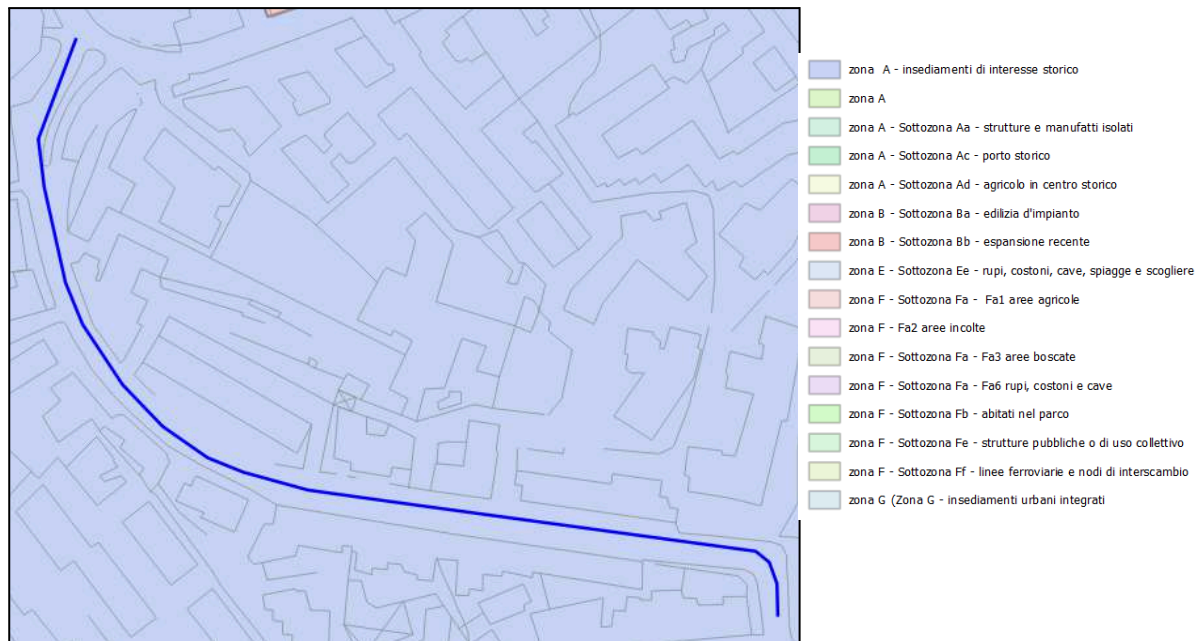 zona A - insediamenti di interesse storico
zona A
zona A - Sottozona Aa - strutture e manufatti isolati
zona A - Sottozona Ac - porto storico
zona A - Sottozona Ad - agricolo in centro storico
zona B - Sottozona Ba - edilizia d'impianto
zona B - Sottozona Bb - espansione recente
zona E - Sottozona Ee - rupi, costoni, cave, spiagge e scogliere
zona F - Sottozona Fa - Fa1 aree agricole
zona F - Fa2 aree incolte
zona F - Sottozona Fa - Fa3 aree boscate
zona F - Sottozona Fa - Fa6 rupi, costoni e cave
zona F - Sottozona Fb - abitati nel parco
zona F - Sottozona Fe - strutture pubbliche o di uso collettivo
zona F - Sottozona Ff - linee ferroviarie e nodi di interscambio
zona G (Zona G - insediamenti urbani integrati